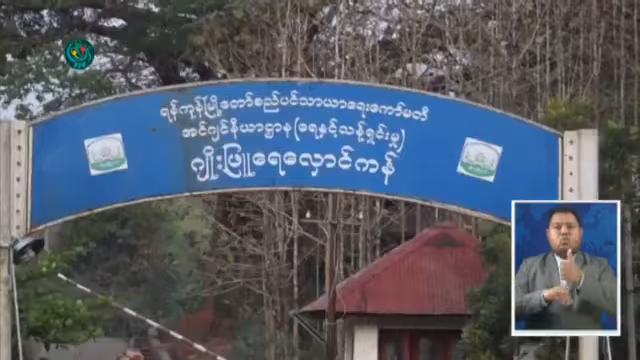 ရန်ကုန်မြို့တော်စည်ပင်သာယာရေးကော်မတီ
အင်ဂျင်နီယာဌာန(ရေနှင့်သန့်ရှင်းမှု)
ဂျိုးဖြူရေလှောင်ကန်